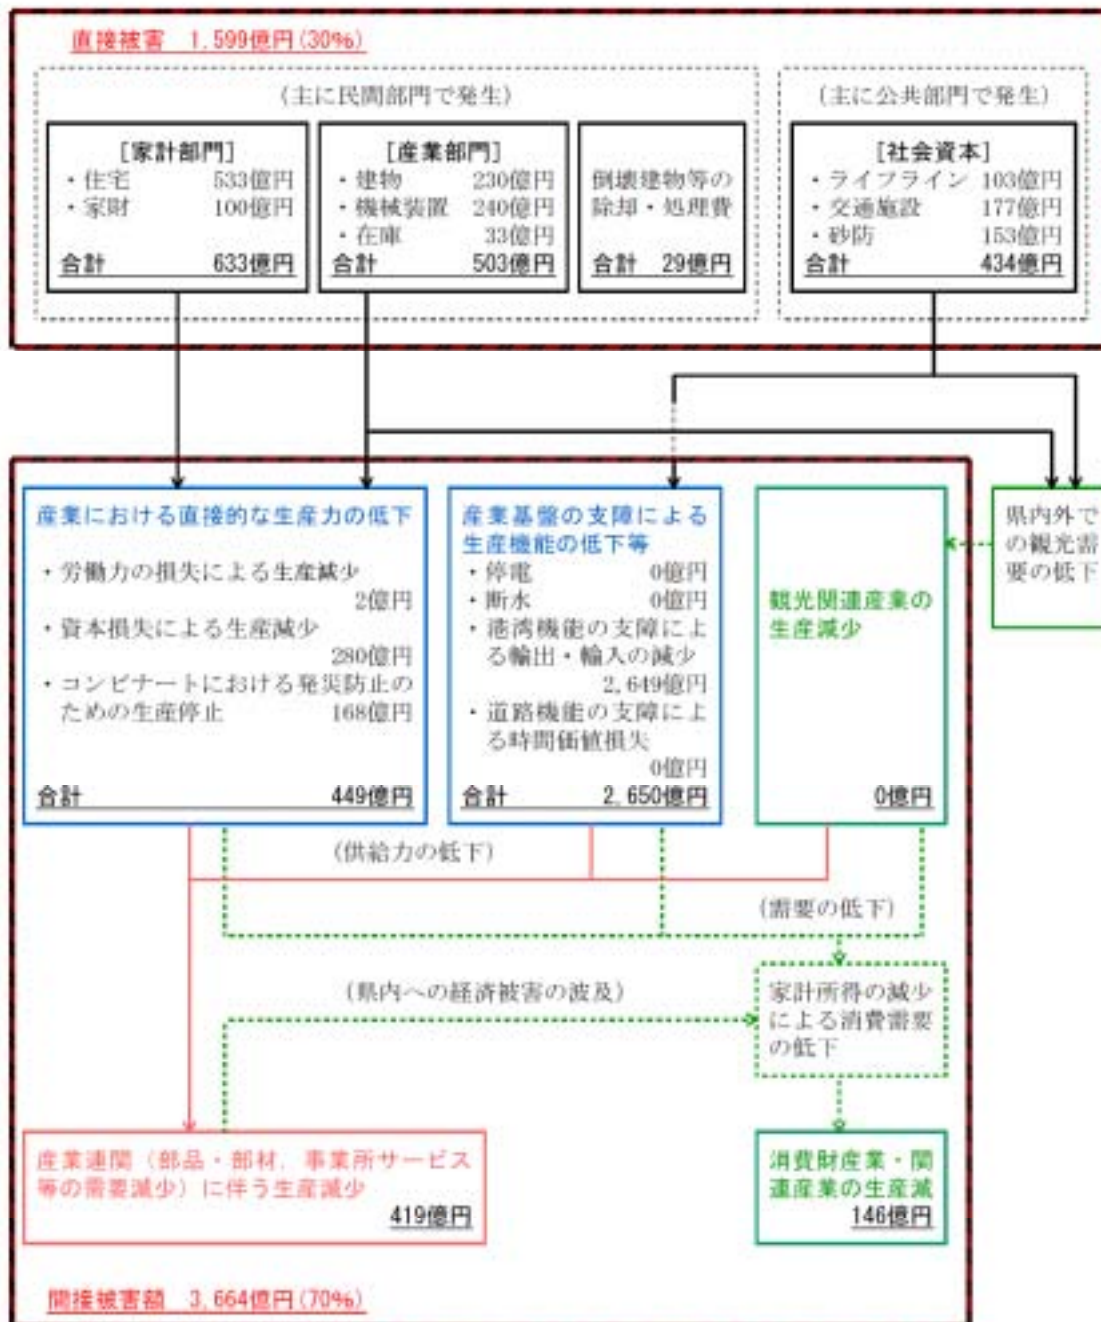 直接被害 1,599億円(30%)
(主に民間部門で発生)
[家計部門]
・住宅 533億円
・家財 100億円
合計 633億円
[産業部門]
・建物 230億円
・機械装置 240億円
・在庫 33億円
合計 503億円
倒壊建物等の
除却・処理費
合計 29億円
(主に公共部門で発生)
[社会資本]
・ライフライン 103億円
・交通施設 177億円
・砂防 153億円
合計 434億円
産業における直接的な生産力の低下
・労働力の損失による生産減少
2億円
・資本損失による生産減少
280億円
・コンビナートにおける発災防止の
ための生産停止 168億円
合計 449億円
産業基盤の支障による
生産機能の低下等
・停電 0億円
・断水 0億円
・港湾機能の支障によ
る輸出・輸入の減少
2,649億円
・道路機能の支障によ
る時間価値損失
0億円
合計 2,650億円
観光関連産業の
生産減少
0億円
県内外で
の観光需
要の低下
(供給力の低下)
(需要の低下)
(県内への経済被害の波及)
家計所得の減少
による消費需要
の低下
産業連関(部品・部材,事業所サービス
等の需要減少)に伴う生産減少
419億円
消費財産業・関
連産業の生産減
146億円
間接被害額 3,664億円(70%)